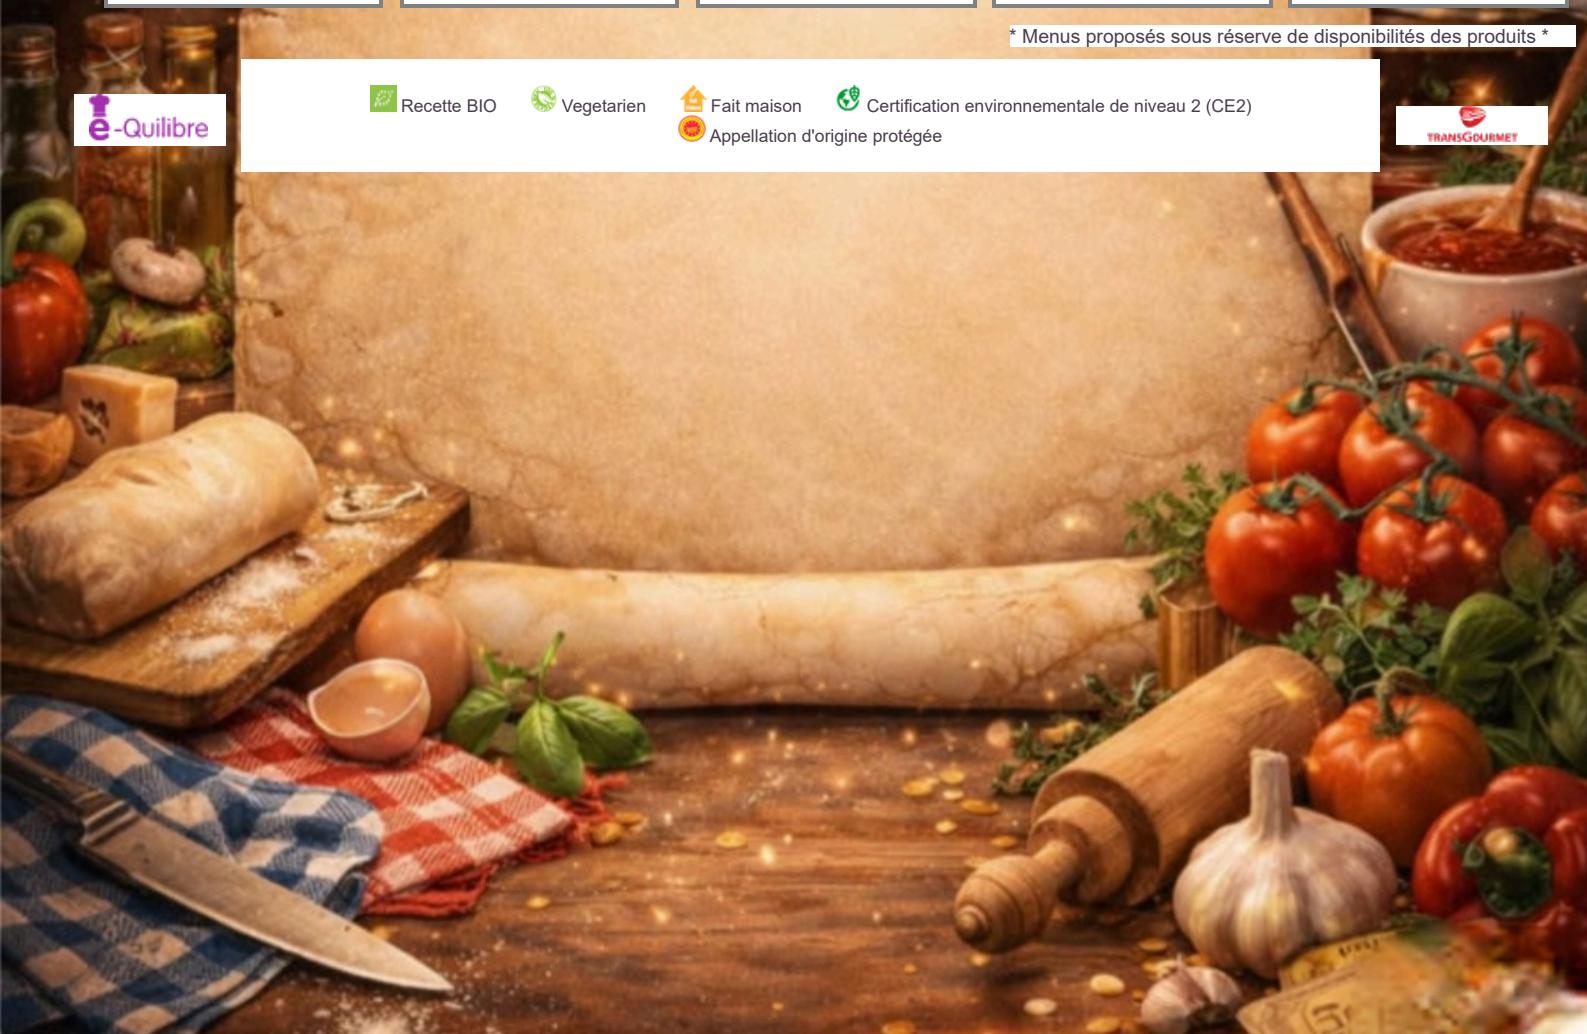 * Menus proposés sous réserve de disponibilités des produits *
e-Quilibre
Recette BIO Vegetarien Fait maison Certification environnementale de niveau 2 (CE2)
Appellation d'origine protégée
TRANSGOURMET